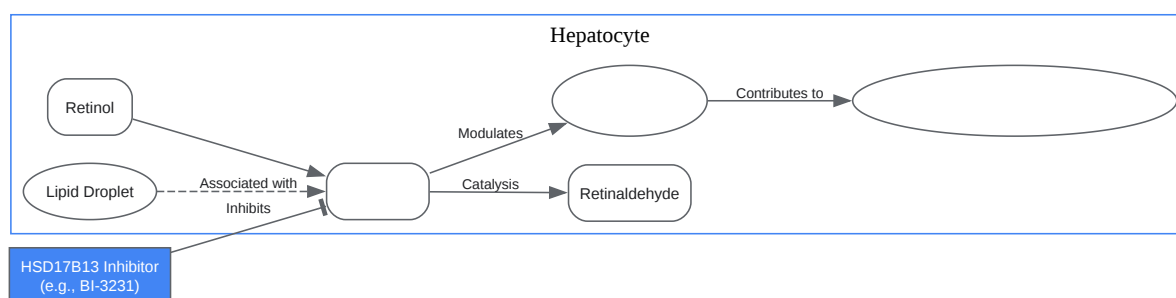 Hepatocyte
Retinol
Modulates
Contributes to
Lipid Droplet
Associated with
Catalysis
Retinaldehyde
Inhibits
HSD17B13 Inhibitor
(e.g., BI-3231)